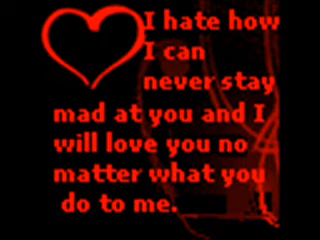 I hate how
I can
never stay
mad at you and I
will love you no
matter what you
do to me.